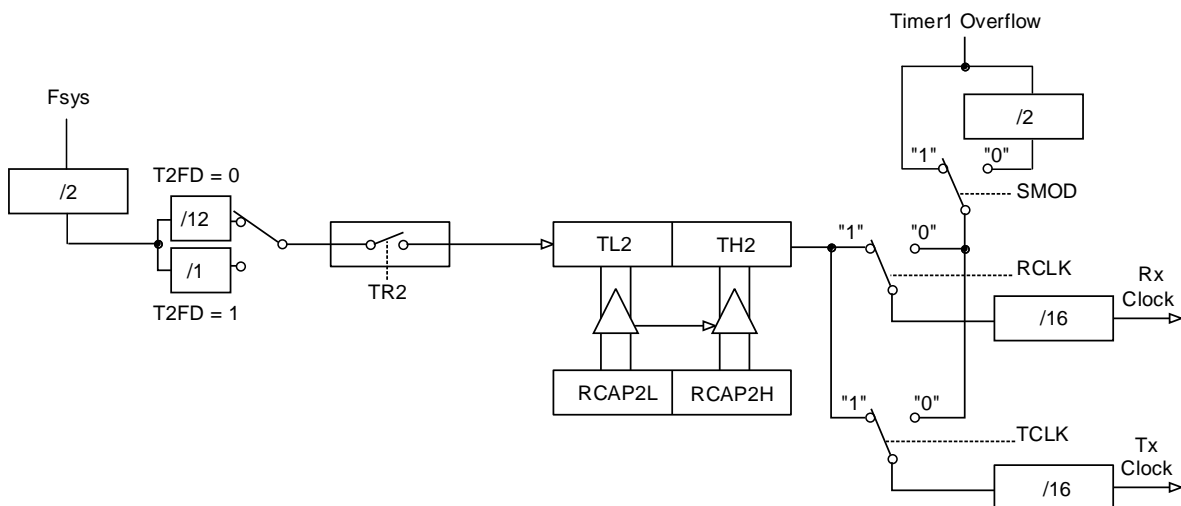 Timer1 Overflow
Fsys
/2
"1"
"0"
T2FD = 0
/2
SMOD
/12
TL2
TH2
"1"
"0"
/1
TR2
RCLK
Rx
Clock
T2FD = 1
/16
RCAP2L
RCAP2H
"1"
"0"
TCLK
Tx
Clock
/16